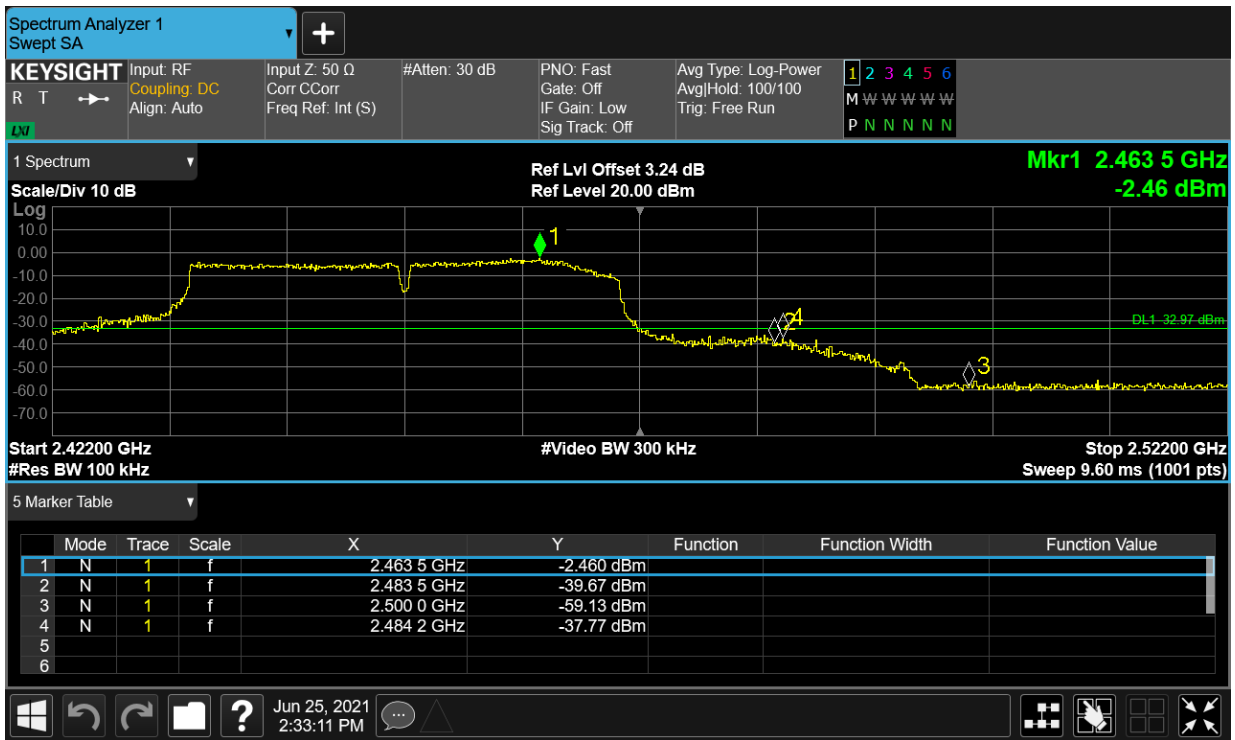 Spectrum Analyzer 1
Swept SA
KEYSIGHT
R T
LXI
Input: RF
Coupling: DC
Align: Auto
Input Z: 50 Ω
Corr CCorr
Freq Ref: Int (S)
#Atten: 30 dB
PNO: Fast
Gate: Off
IF Gain: Low
Sig Track: Off
Avg Type: Log-Power
Avg|Hold: 100/100
Trig: Free Run
1 2 3 4 5 6
M W W W W W
P N N N N N
1 Spectrum
Scale/Div 10 dB
Ref Lvl Offset 3.24 dB
Ref Level 20.00 dBm
Mkr1 2.463 5 GHz
-2.46 dBm
Log
10.0
0.00
-10.0
-20.0
-30.0
-40.0
-50.0
-60.0
-70.0
1
2
4
3
DL1 -32.97 dBm
Start 2.42200 GHz
#Video BW 300 kHz
Stop 2.52200 GHz
#Res BW 100 kHz
Sweep 9.60 ms (1001 pts)
5 Marker Table
Mode Trace Scale X Y Function Function Width Function Value
1 N 1 f 2.463 5 GHz -2.460 dBm
2 N 1 f 2.483 5 GHz -39.67 dBm
3 N 1 f 2.500 0 GHz -59.13 dBm
4 N 1 f 2.484 2 GHz -37.77 dBm
5
6
?
Jun 25, 2021
2:33:11 PM